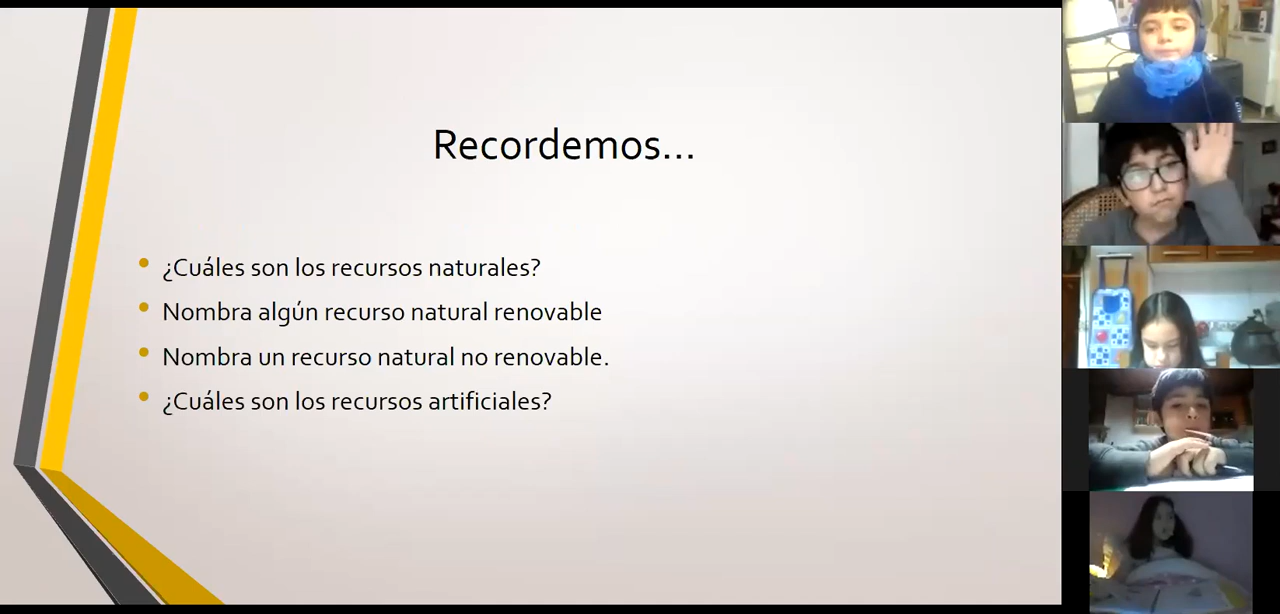 Recordemos...
¿Cuáles son los recursos naturales?
Nombra algún recurso natural renovable
Nombra un recurso natural no renovable.
¿Cuáles son los recursos artificiales?